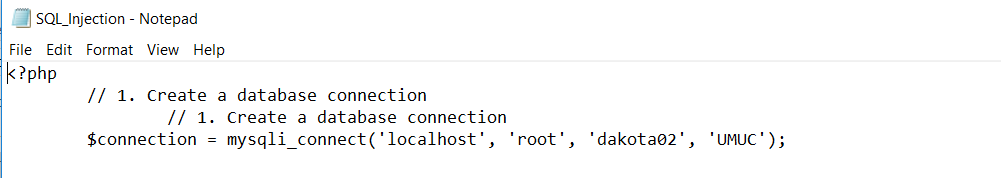 SQL_Injection - Notepad
File Edit Format View Help
<?php
// 1. Create a database connection
// 1. Create a database connection
$connection = mysqli_connect('localhost', 'root', 'dakota02', 'UMUC');